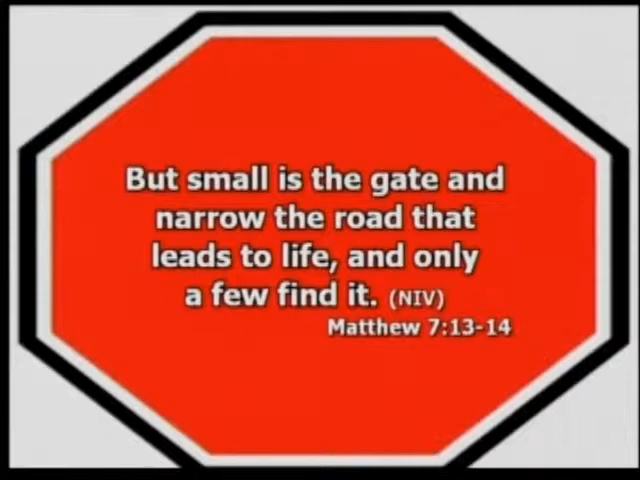 But small is the gate and
narrow the road that
leads to life, and only
a few find it. (NIV)
Matthew 7:13-14